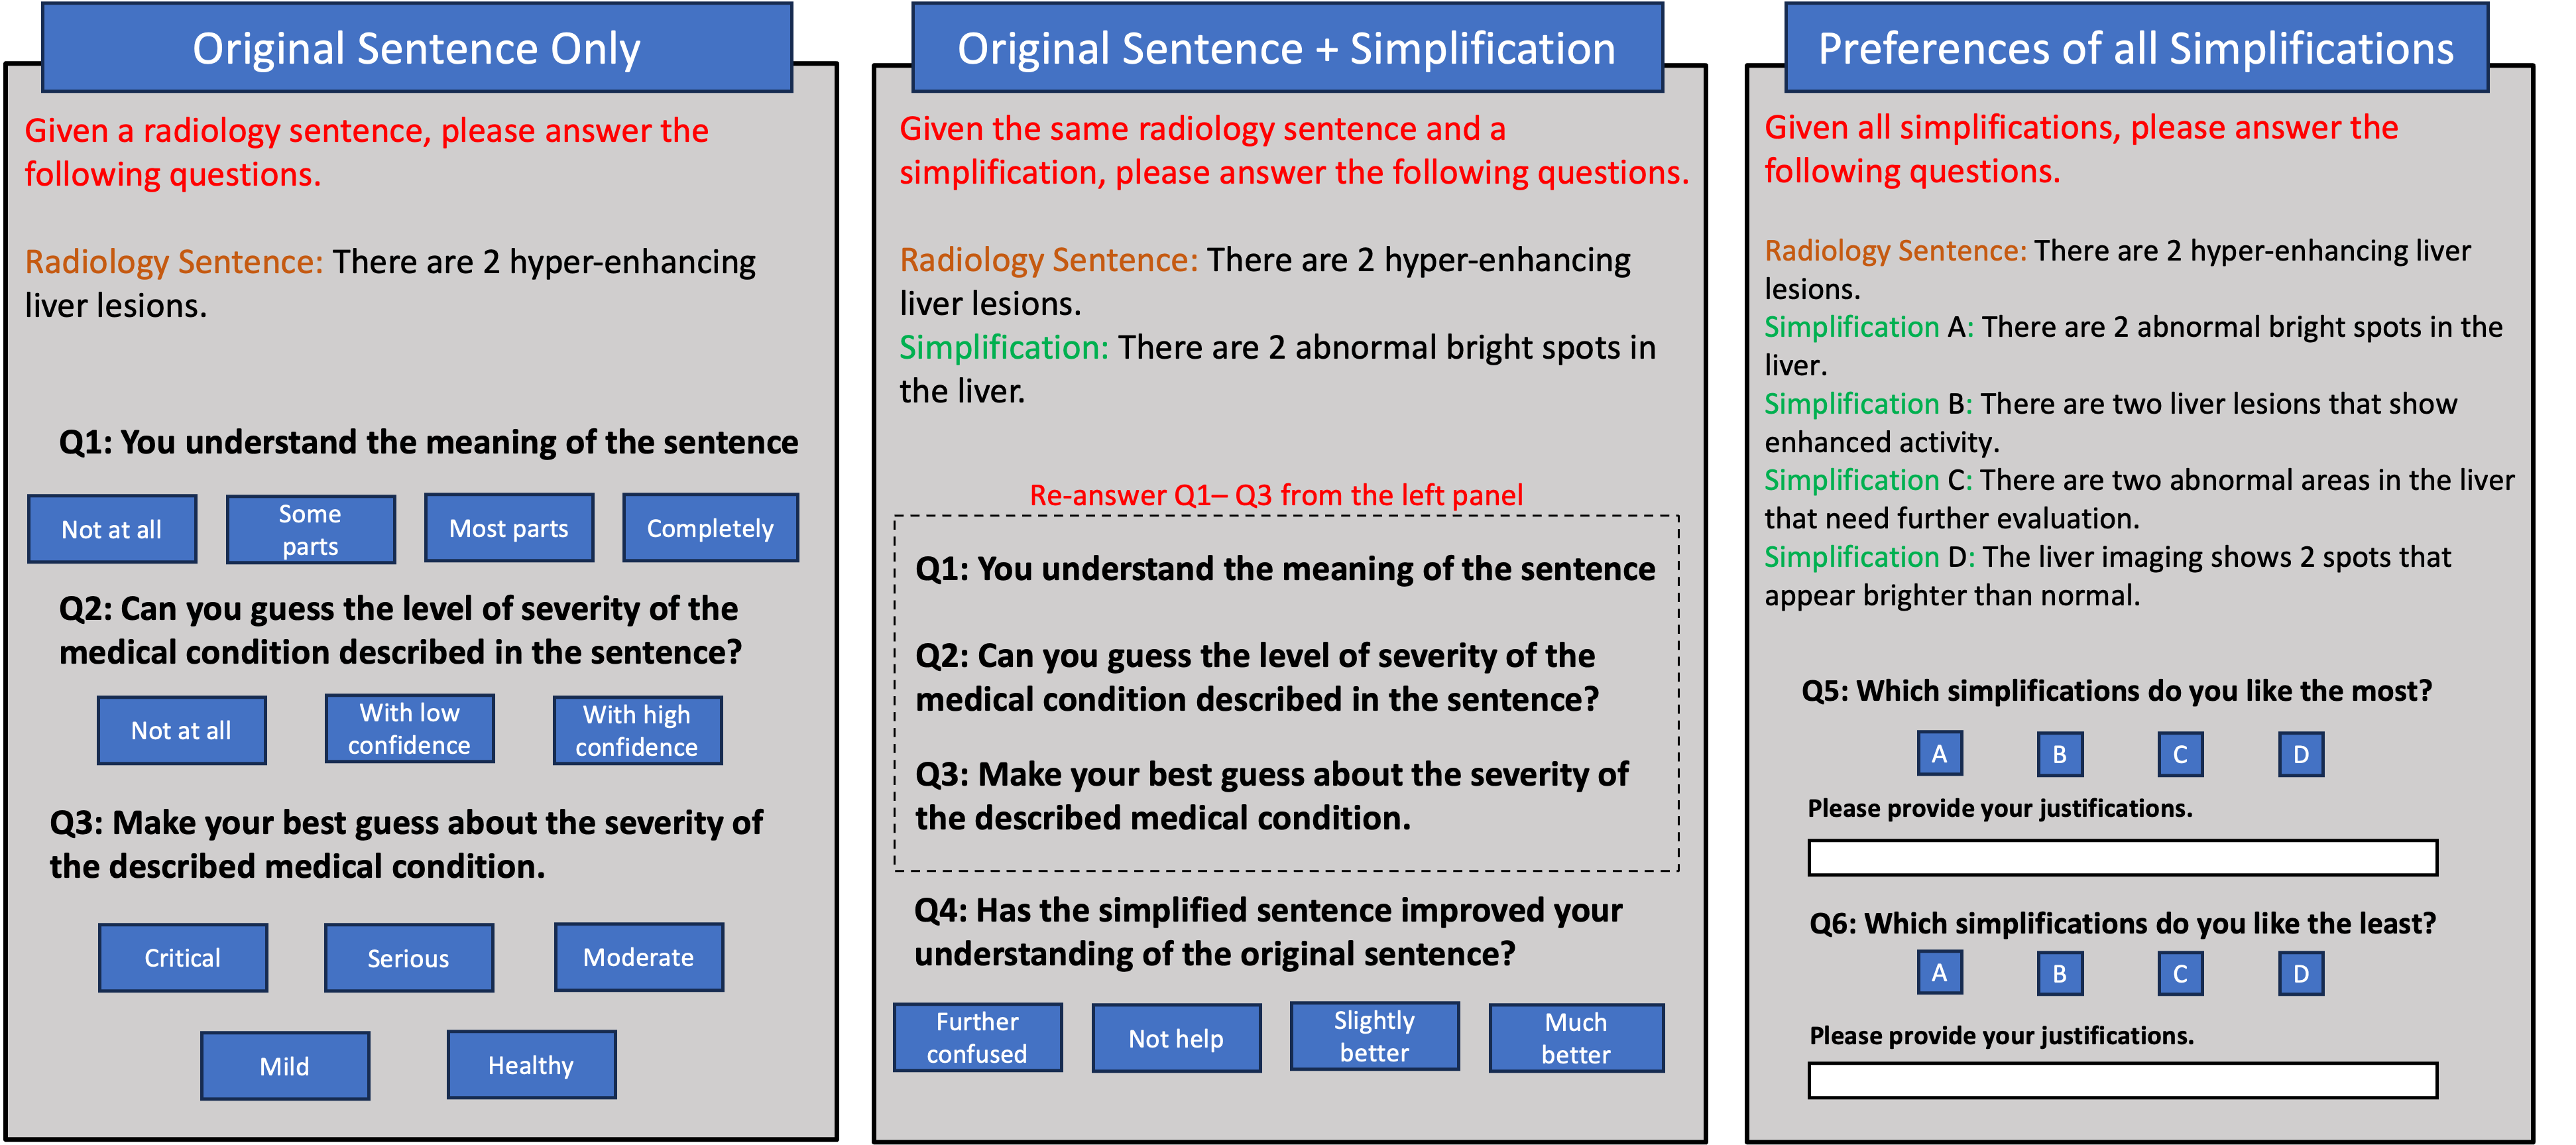 Original Sentence Only
Given a radiology sentence, please answer the
following questions.
Radiology Sentence: There are 2 hyper-enhancing
liver lesions.
Q1: You understand the meaning of the sentence
Not at all
Some
parts
Most parts
Completely
Q2: Can you guess the level of severity of the
medical condition described in the sentence?
Not at all
With low
confidence
With high
confidence
Q3: Make your best guess about the severity of
the described medical condition.
Critical
Serious
Moderate
Mild
Healthy
Original Sentence + Simplification
Given the same radiology sentence and a
simplification, please answer the following questions.
Radiology Sentence: There are 2 hyper-enhancing
liver lesions.
Simplification: There are 2 abnormal bright spots in
the liver.
Re-answer Q1– Q3 from the left panel
Q1: You understand the meaning of the sentence
Q2: Can you guess the level of severity of the
medical condition described in the sentence?
Q3: Make your best guess about the severity of
the described medical condition.
Q4: Has the simplified sentence improved your
understanding of the original sentence?
Further
confused
Not help
Slightly
better
Much
better
Preferences of all Simplifications
Given all simplifications, please answer the
following questions.
Radiology Sentence: There are 2 hyper-enhancing liver
lesions.
Simplification A: There are 2 abnormal bright spots in the
liver.
Simplification B: There are two liver lesions that show
enhanced activity.
Simplification C: There are two abnormal areas in the liver
that need further evaluation.
Simplification D: The liver imaging shows 2 spots that
appear brighter than normal.
Q5: Which simplifications do you like the most?
A B C D
Please provide your justifications.
Q6: Which simplifications do you like the least?
A B C D
Please provide your justifications.